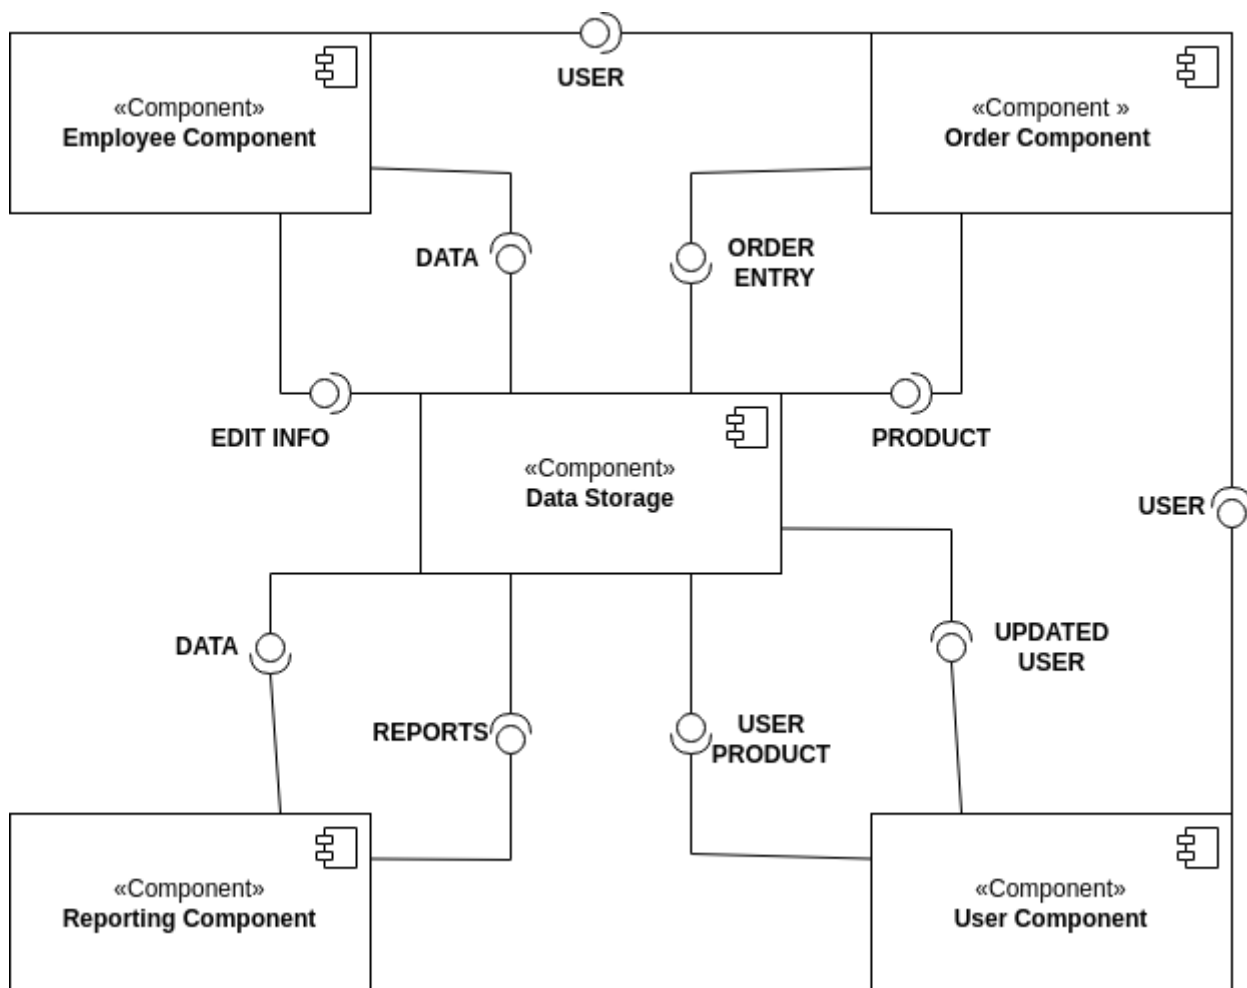 USER
«Component»
Employee Component
«Component »
Order Component
DATA
ORDER
ENTRY
EDIT INFO
PRODUCT
«Component»
Data Storage
USER
DATA
UPDATED
USER
REPORTS
USER
PRODUCT
«Component»
Reporting Component
«Component»
User Component